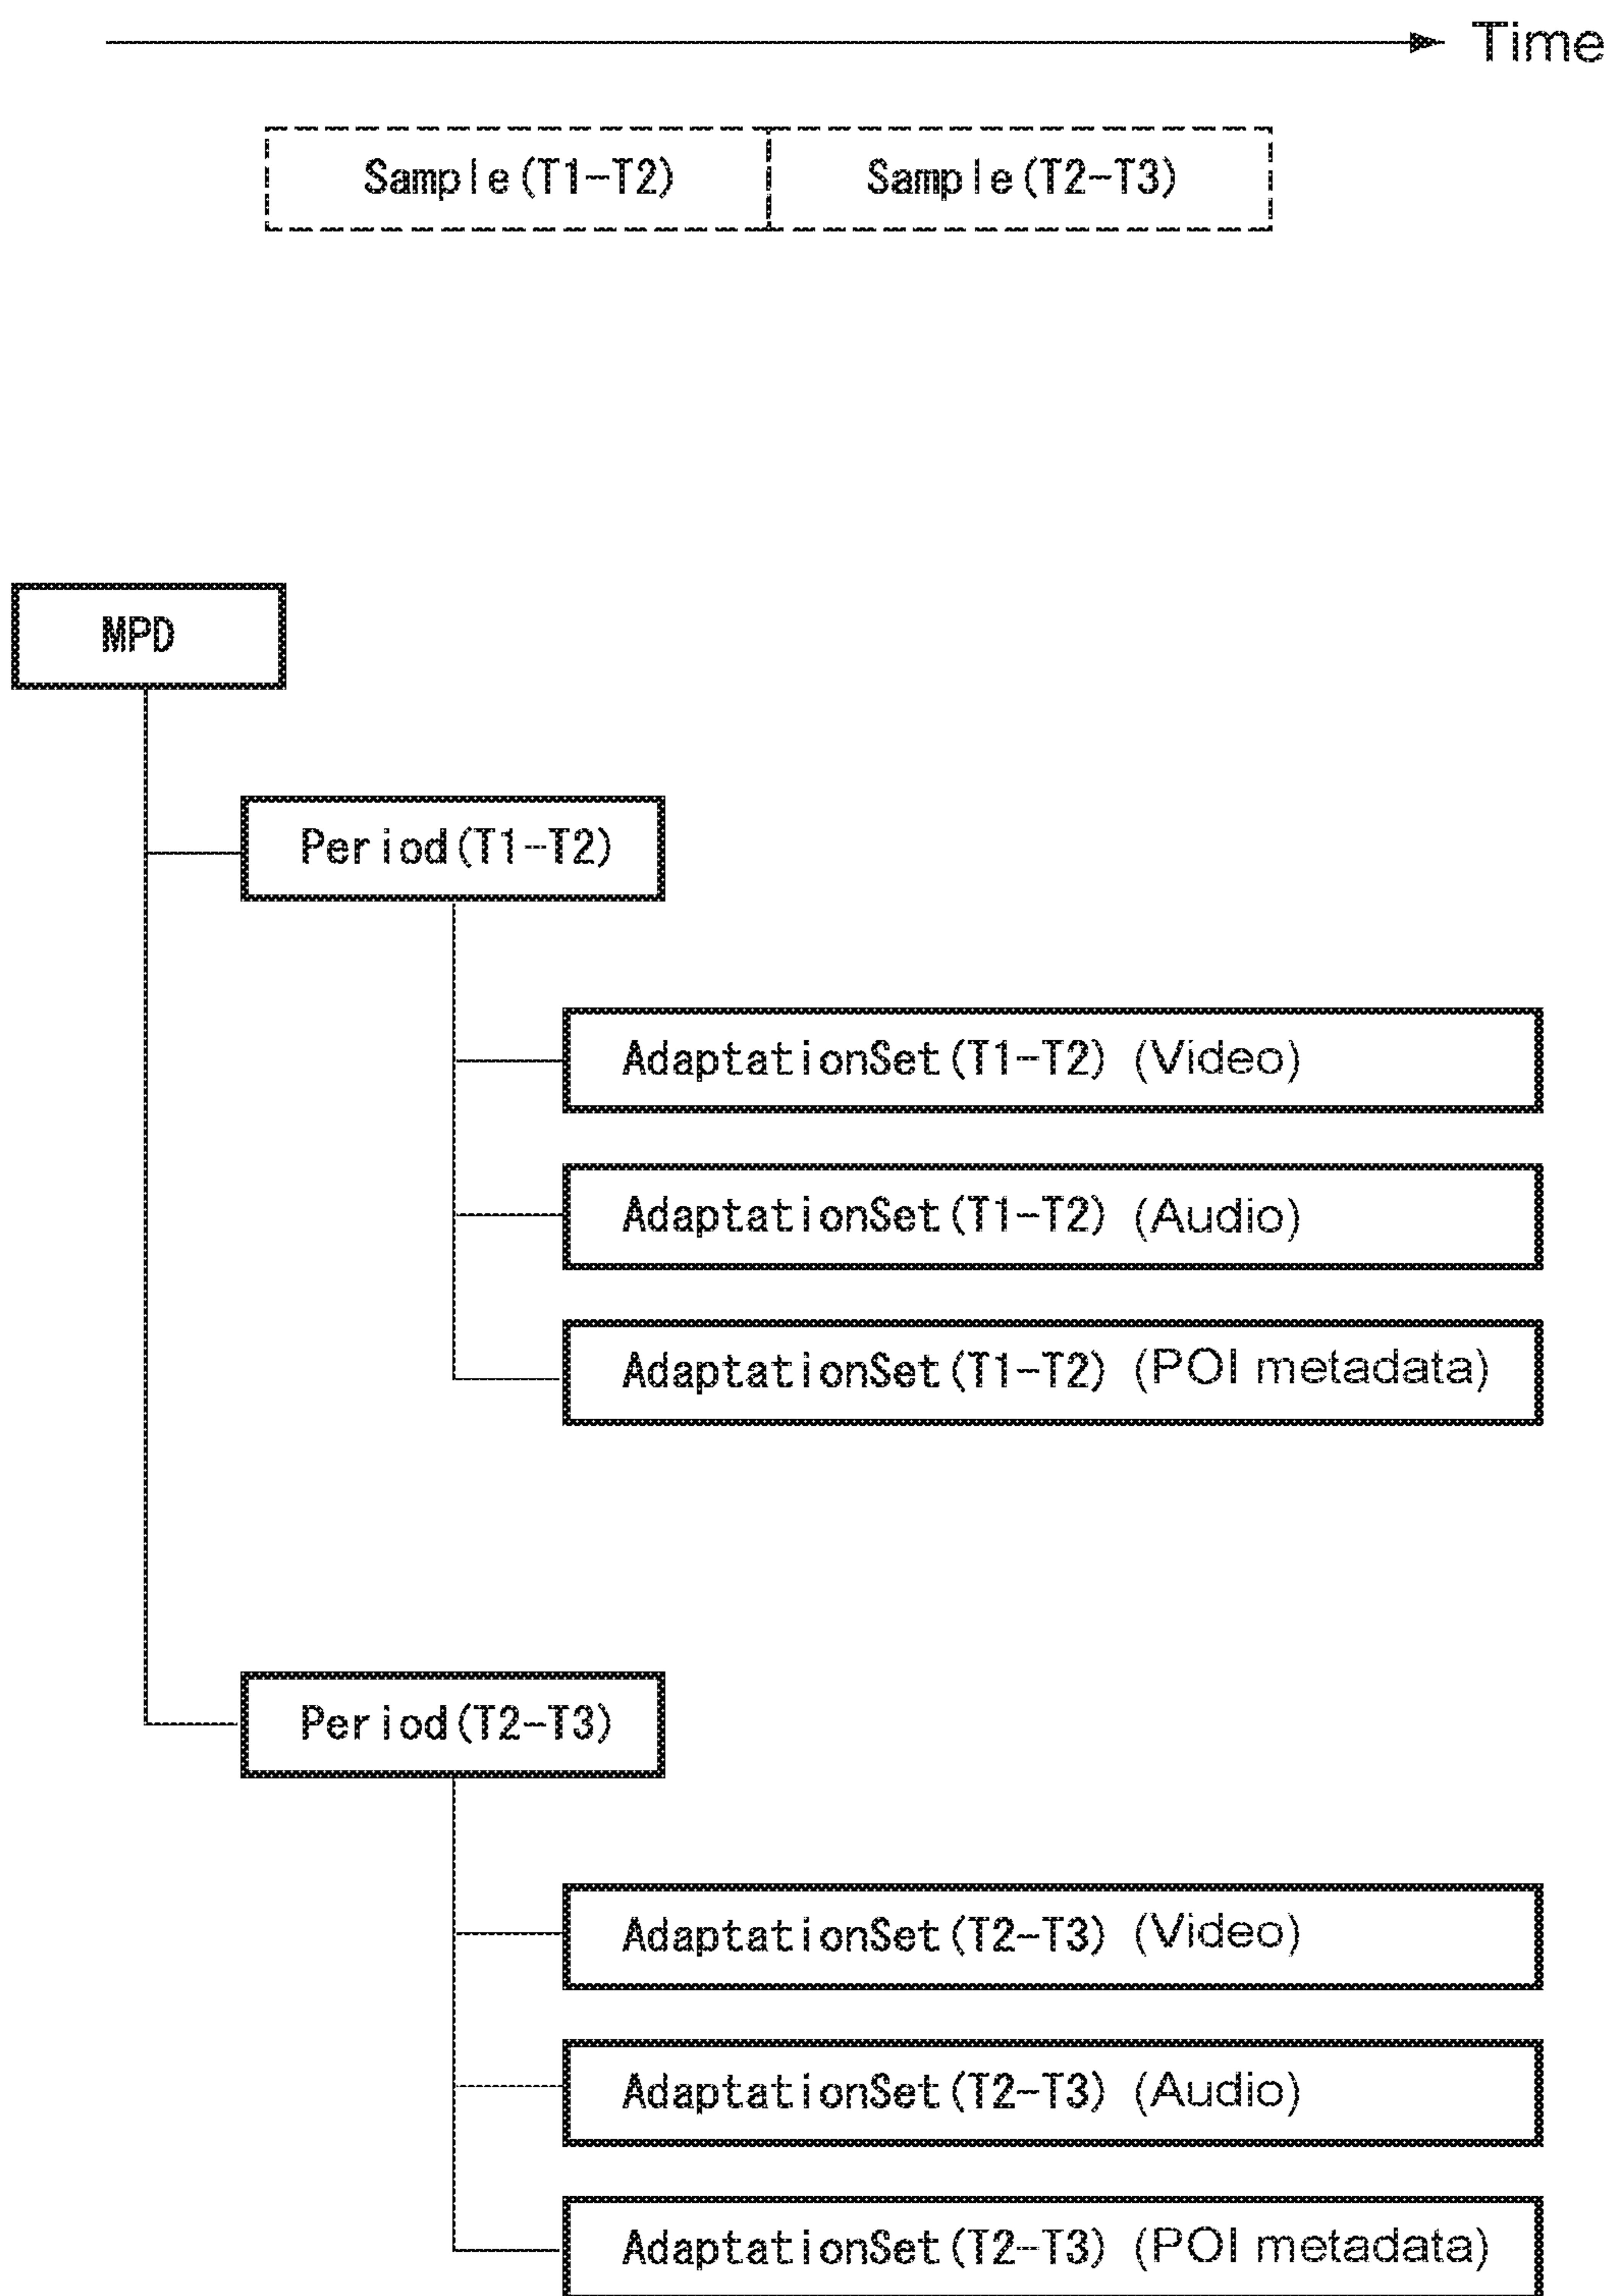 Time
Sample(T1-T2) Sample(T2-T3)
MPD
Period(T1-T2)
AdaptationSet(T1-T2) (Video)
AdaptationSet(T1-T2) (Audio)
AdaptationSet(T1-T2) (POI metadata)
Period(T2-T3)
AdaptationSet(T2-T3) (Video)
AdaptationSet(T2-T3) (Audio)
AdaptationSet(T2-T3) (POI metadata)